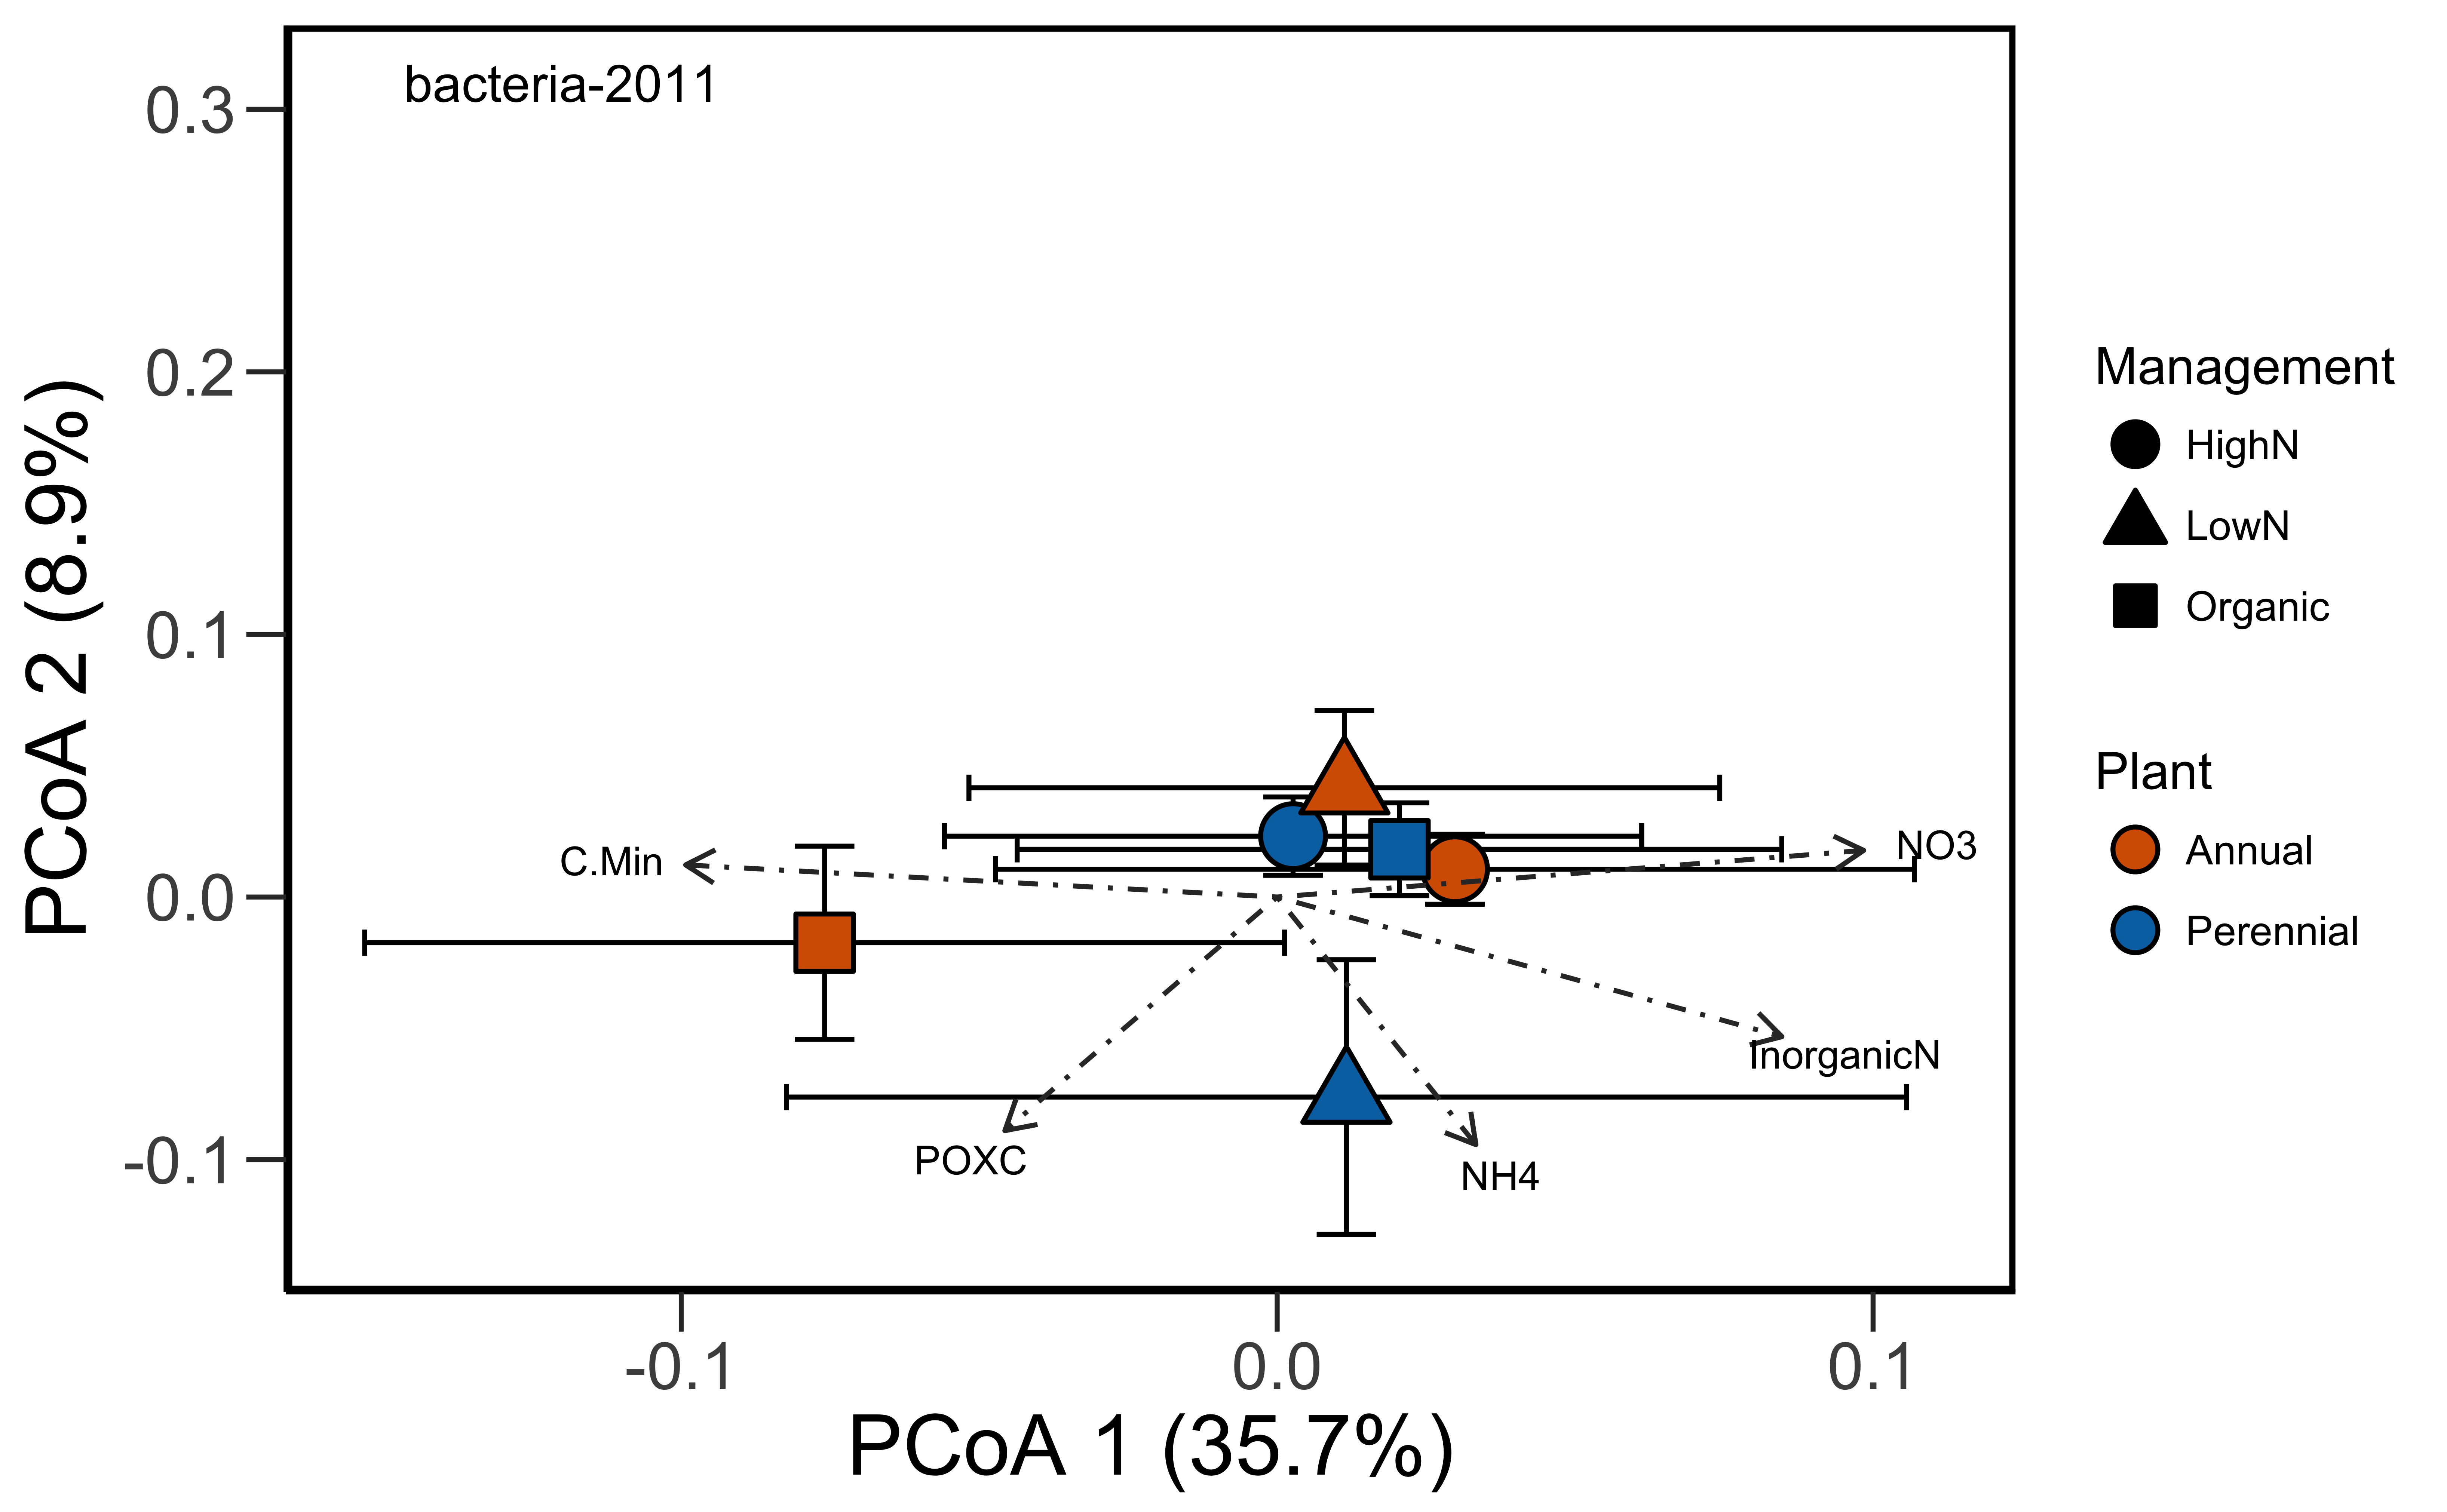 bacteria-2011
0.3
0.2
0.1
0.0
-0.1
PCoA 2 (8.9%)
C.Min
NO3
InorganicN
POXC
NH4
-0.1
0.0
0.1
PCoA 1 (35.7%)
Management
HighN
LowN
Organic
Plant
Annual
Perennial